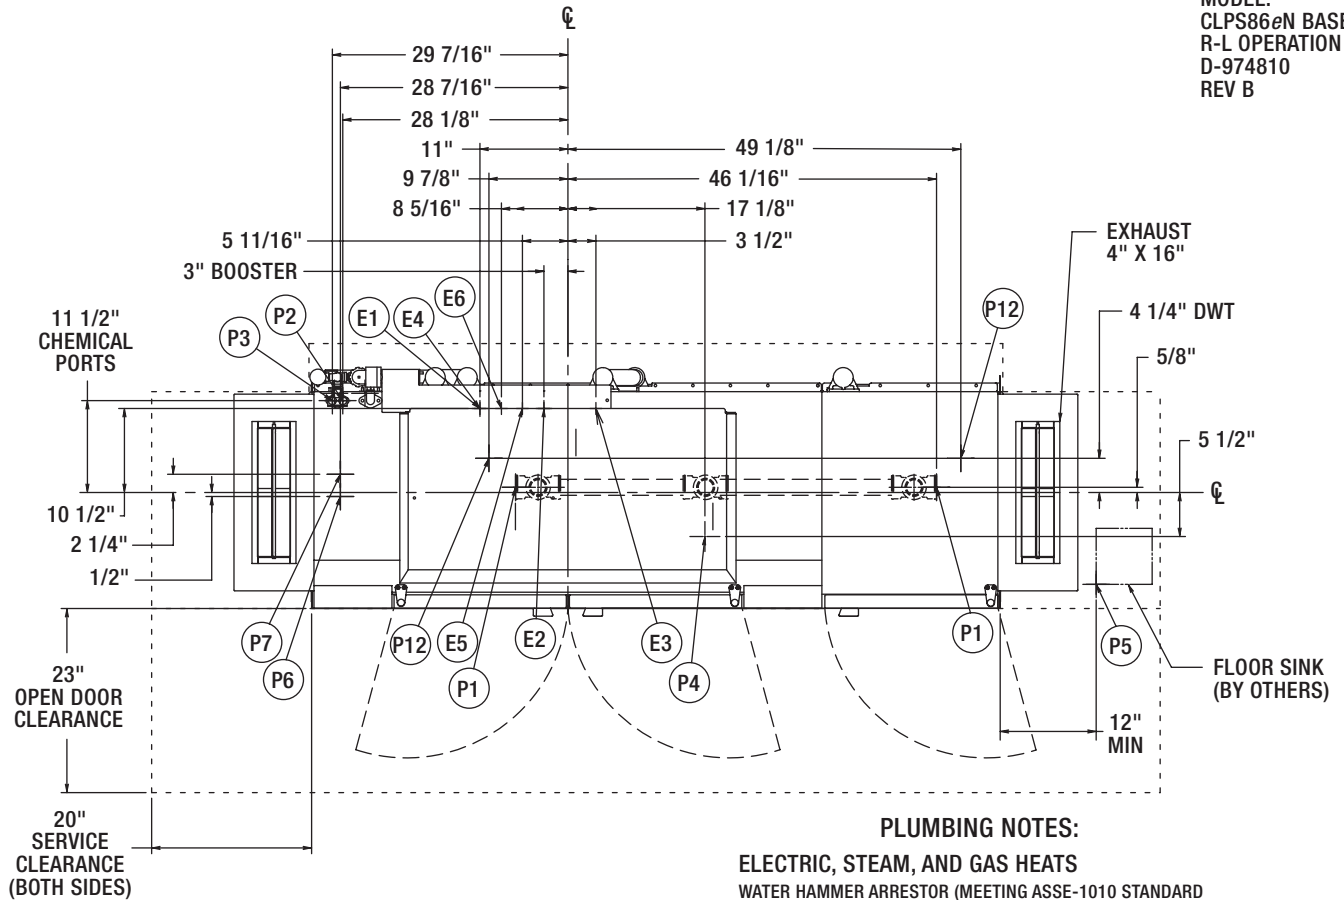 MODEL:
CLPS86eN BASE
R-L OPERATION
D-974810
REV B
℄
29 7/16"
28 7/16"
28 1/8"
11"
49 1/8"
9 7/8"
46 1/16"
8 5/16"
17 1/8"
5 11/16"
3 1/2"
3" BOOSTER
EXHAUST
4" X 16"
11 1/2"
CHEMICAL
PORTS
P3
P2
E1
E4
E6
P12
4 1/4" DWT
5/8"
5 1/2"
℄
10 1/2"
2 1/4"
1/2"
P7
P6
P12
E5
P1
E2
E3
P4
P1
P5
FLOOR SINK
(BY OTHERS)
23"
OPEN DOOR
CLEARANCE
12"
MIN
20"
SERVICE
CLEARANCE
(BOTH SIDES)
PLUMBING NOTES:
ELECTRIC, STEAM, AND GAS HEATS
WATER HAMMER ARRESTOR (MEETING ASSE-1010 STANDARD